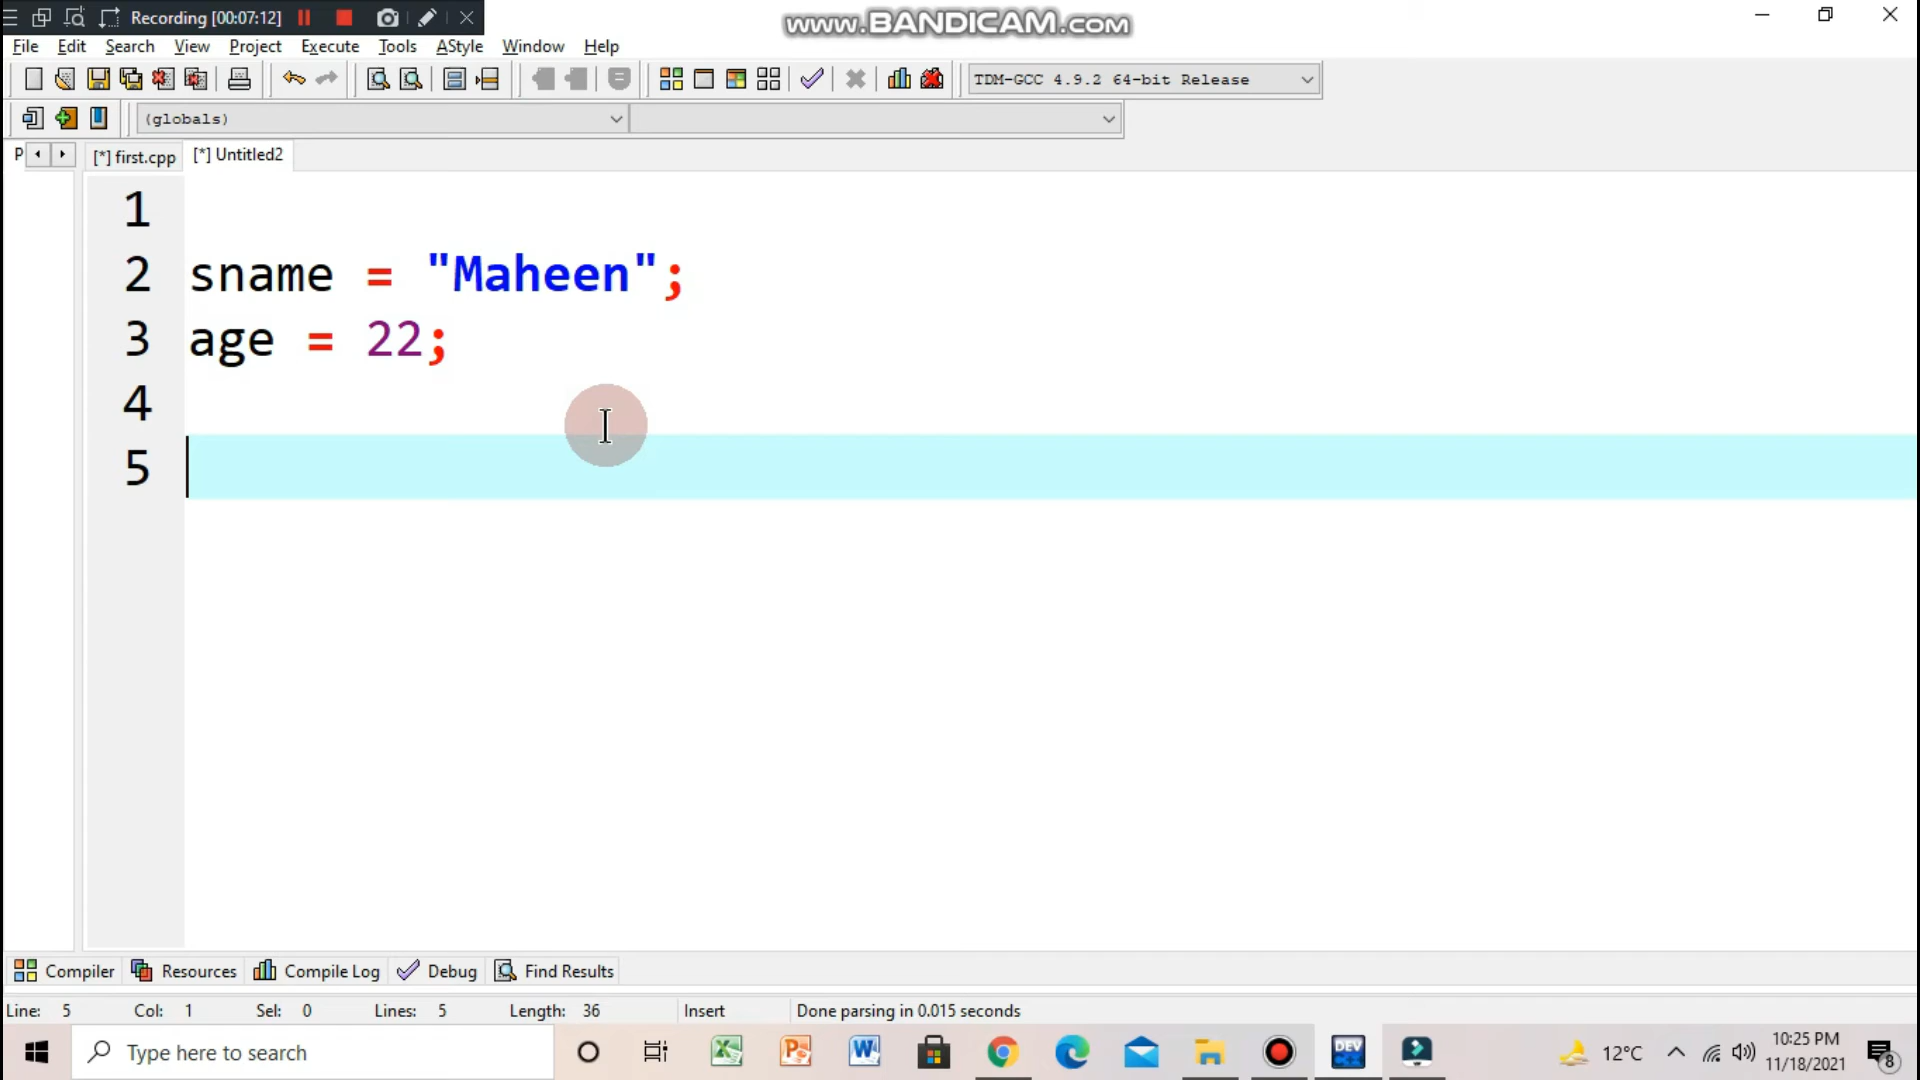 Recording [00:07:12]
www.BANDICAM.com
File Edit Search View Project Execute Tools AStyle Window Help
TDM-GCC 4.9.2 64-bit Release
(globals)
P [*] first.cpp [*] Untitled2
1
2 sname = "Maheen";
3 age = 22;
4
5
Compiler Resources Compile Log Debug Find Results
Line: 5 Col: 1 Sel: 0 Lines: 5 Length: 36 Insert Done parsing in 0.015 seconds
Type here to search
DEV
C++
12°C
10:25 PM
11/18/2021
8